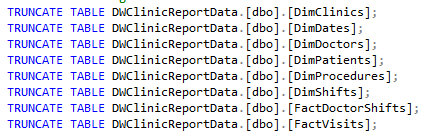 TRUNCATE TABLE DWClinicReportData.[dbo].[DimClinics];
TRUNCATE TABLE DWClinicReportData.[dbo].[DimDates];
TRUNCATE TABLE DWClinicReportData.[dbo].[DimDoctors];
TRUNCATE TABLE DWClinicReportData.[dbo].[DimPatients];
TRUNCATE TABLE DWClinicReportData.[dbo].[DimProcedures];
TRUNCATE TABLE DWClinicReportData.[dbo].[DimShifts];
TRUNCATE TABLE DWClinicReportData.[dbo].[FactDoctorShifts];
TRUNCATE TABLE DWClinicReportData.[dbo].[FactVisits];